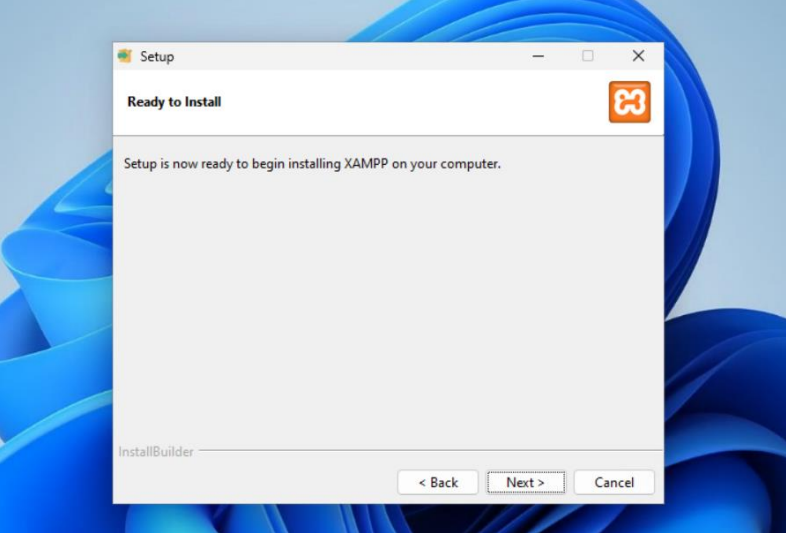 Setup
Ready to Install
Setup is now ready to begin installing XAMPP on your computer.
InstallBuilder
< Back
Next >
Cancel